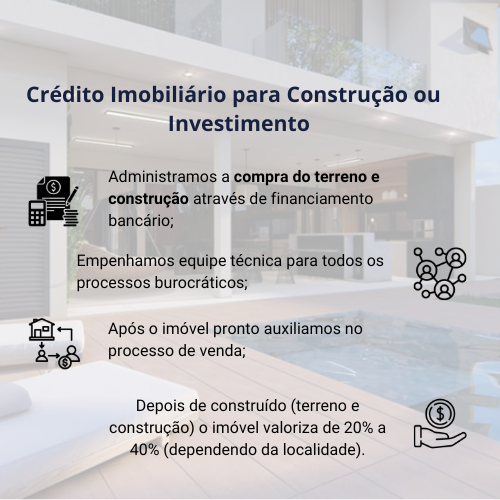 Crédito Imobiliário para Construção ou
Investimento
Administramos a compra do terreno e
construção através de financiamento
bancário;
Empenhamos equipe técnica para todos os
processos burocráticos;
Após o imóvel pronto auxiliamos no
processo de venda;
Depois de construído (terreno e
construção) o imóvel valoriza de 20% a
40% (dependendo da localidade).